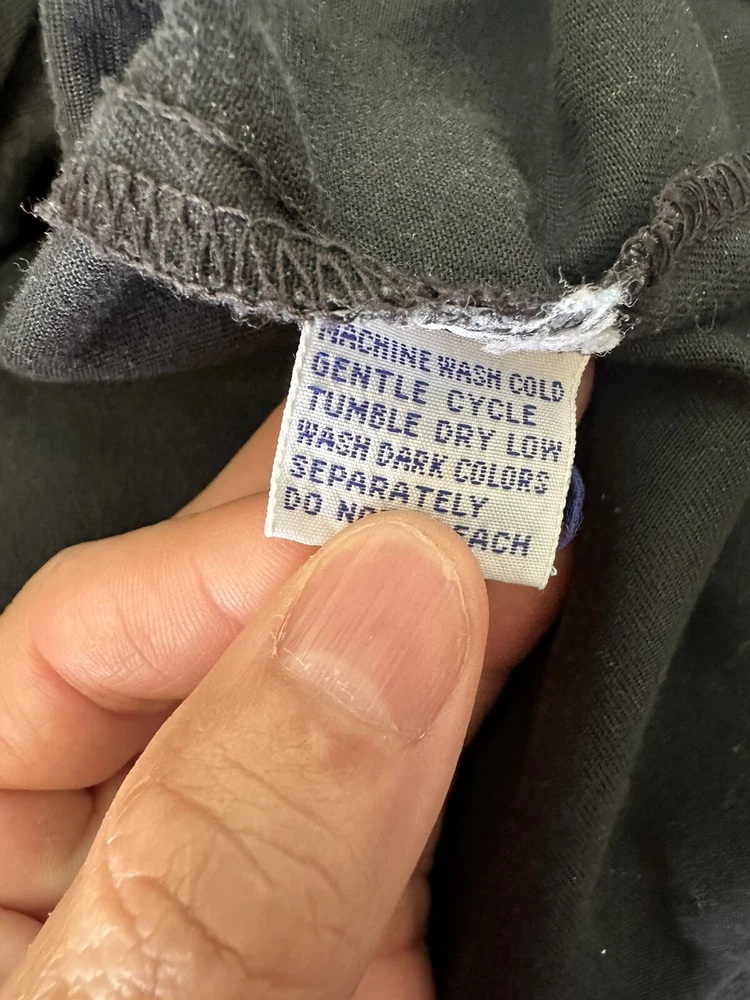 MACHINE WASH COLD
GENTLE CYCLE
TUMBLE DRY LOW
WASH DARK COLORS
SEPARATELY
DO